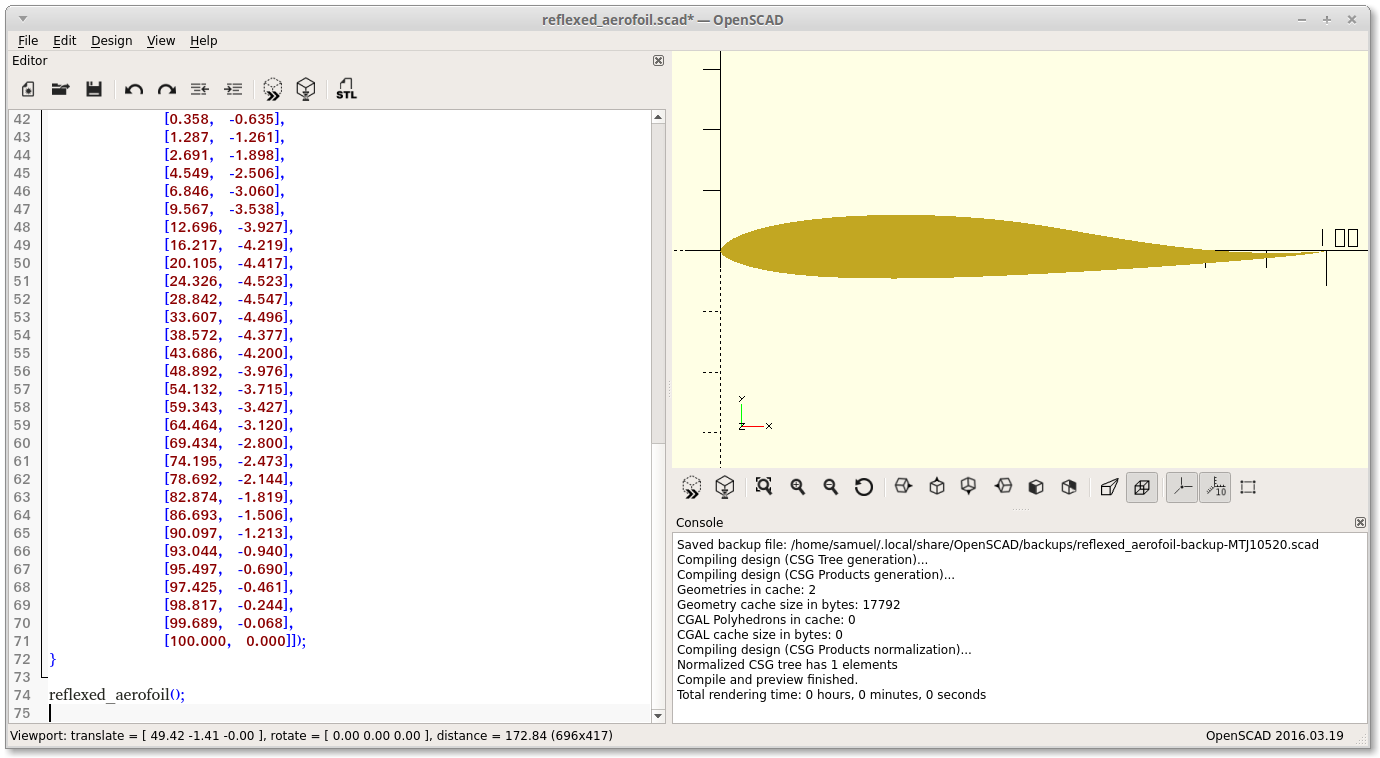 reflexed_aerofoil.scad* — OpenSCAD
File Edit Design View Help
Editor
STL
42 [0.358, -0.635],
43 [1.287, -1.261],
44 [2.691, -1.898],
45 [4.549, -2.506],
46 [6.846, -3.060],
47 [9.567, -3.538],
48 [12.696, -3.927],
49 [16.217, -4.219],
50 [20.105, -4.417],
51 [24.326, -4.523],
52 [28.842, -4.547],
53 [33.607, -4.496],
54 [38.572, -4.377],
55 [43.686, -4.200],
56 [48.892, -3.976],
57 [54.132, -3.715],
58 [59.343, -3.427],
59 [64.464, -3.120],
60 [69.434, -2.800],
61 [74.195, -2.473],
62 [78.692, -2.144],
63 [82.874, -1.819],
64 [86.693, -1.506],
65 [90.097, -1.213],
66 [93.044, -0.940],
67 [95.497, -0.690],
68 [97.425, -0.461],
69 [98.817, -0.244],
70 [99.689, -0.068],
71 [100.000, 0.000]]);
72 }
73
74 reflexed_aerofoil();
75
100
Y
Z X
10
Console
Saved backup file: /home/samuel/.local/share/OpenSCAD/backups/reflexed_aerofoil-backup-MTJ10520.scad
Compiling design (CSG Tree generation)...
Compiling design (CSG Products generation)...
Geometries in cache: 2
Geometry cache size in bytes: 17792
CGAL Polyhedrons in cache: 0
CGAL cache size in bytes: 0
Compiling design (CSG Products normalization)...
Normalized CSG tree has 1 elements
Compile and preview finished.
Total rendering time: 0 hours, 0 minutes, 0 seconds
Viewport: translate = [ 49.42 -1.41 -0.00 ], rotate = [ 0.00 0.00 0.00 ], distance = 172.84 (696x417)
OpenSCAD 2016.03.19